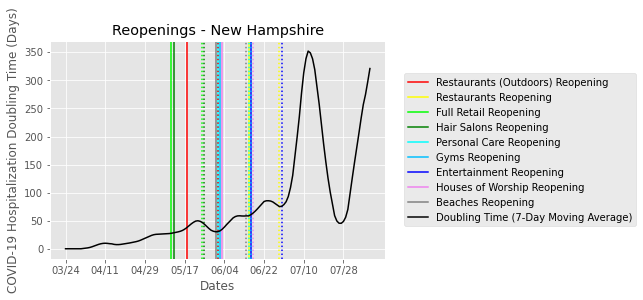 Reopenings - New Hampshire
COVID-19 Hospitalization Doubling Time (Days)
350
300
250
200
150
100
50
0
03/24 04/11 04/29 05/17 06/04 06/22 07/10 07/28
Dates
Restaurants (Outdoors) Reopening
Restaurants Reopening
Full Retail Reopening
Hair Salons Reopening
Personal Care Reopening
Gyms Reopening
Entertainment Reopening
Houses of Worship Reopening
Beaches Reopening
Doubling Time (7-Day Moving Average)